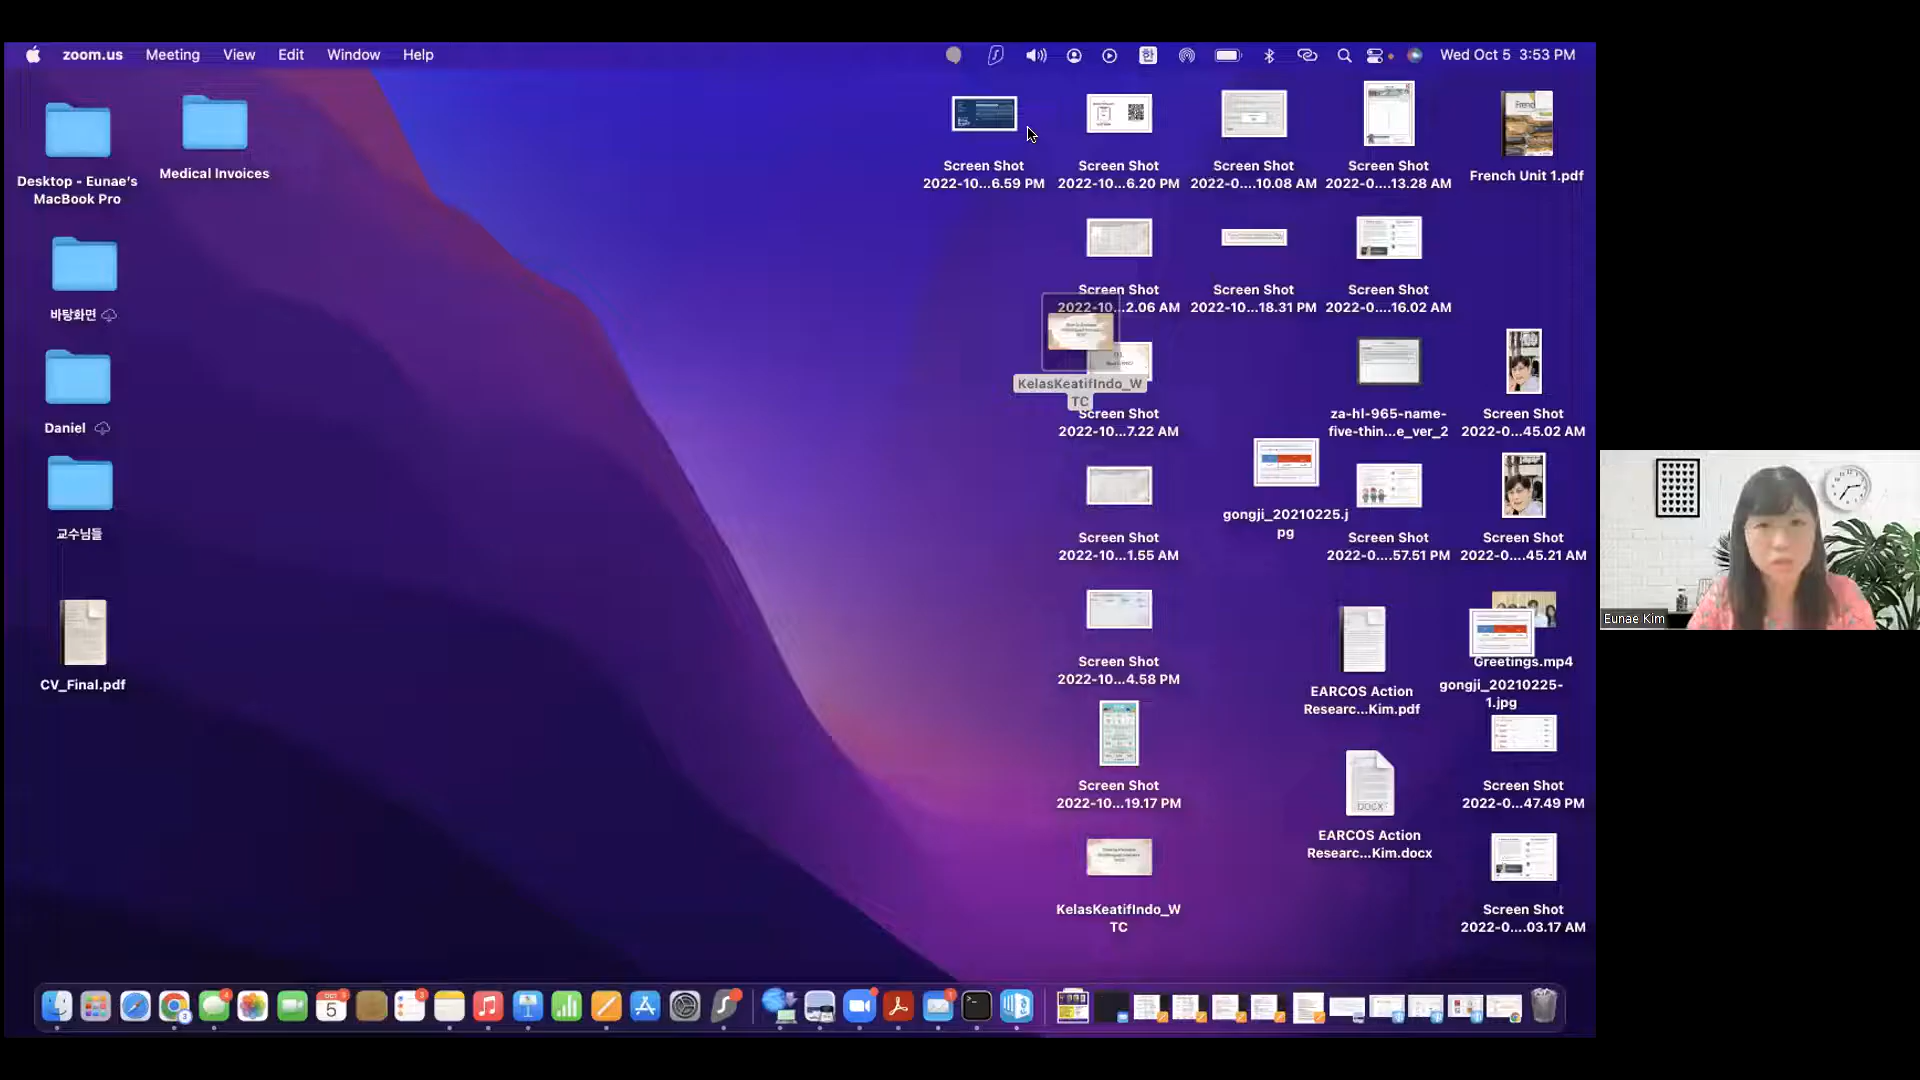 zoom.us Meeting View Edit Window Help
한
Wed Oct 5 3:53 PM
Desktop - Eunae's
MacBook Pro
Medical Invoices
바탕화면
Daniel
교수님들
CV_Final.pdf
Screen Shot
2022-10...6.59 PM
Screen Shot
2022-10...6.20 PM
Screen Shot
2022-0....10.08 AM
Screen Shot
2022-0....13.28 AM
French Unit 1.pdf
Screen Shot
2022-10...2.06 AM
Screen Shot
2022-10...18.31 PM
Screen Shot
2022-0....16.02 AM
KelasKeatifIndo_W
TC
Screen Shot
2022-10...7.22 AM
za-hl-965-name-
five-thin...e_ver_2
Screen Shot
2022-0...45.02 AM
gongji_20210225.j
pg
Screen Shot
2022-10...1.55 AM
Screen Shot
2022-0....57.51 PM
Screen Shot
2022-0....45.21 AM
Screen Shot
2022-10...4.58 PM
EARCOS Action
Researc...Kim.pdf
Greetings.mp4
gongji_20210225-
1.jpg
Screen Shot
2022-10...19.17 PM
DOCX
EARCOS Action
Researc...Kim.docx
Screen Shot
2022-0...47.49 PM
KelasKeatifIndo_W
TC
Screen Shot
2022-0....03.17 AM
Eunae Kim
OCT
5